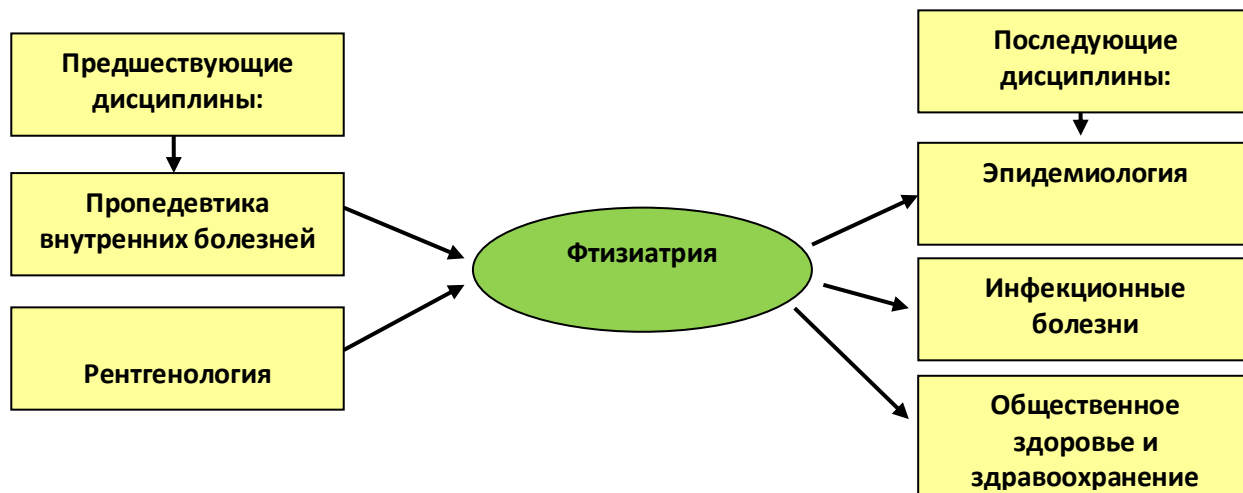 Предшествующие
дисциплины:
Пропедевтика
внутренних болезней
Рентгенология
Фтизиатрия
Последующие
дисциплины:
Эпидемиология
Инфекционные
болезни
Общественное
здоровье и
здравоохранение